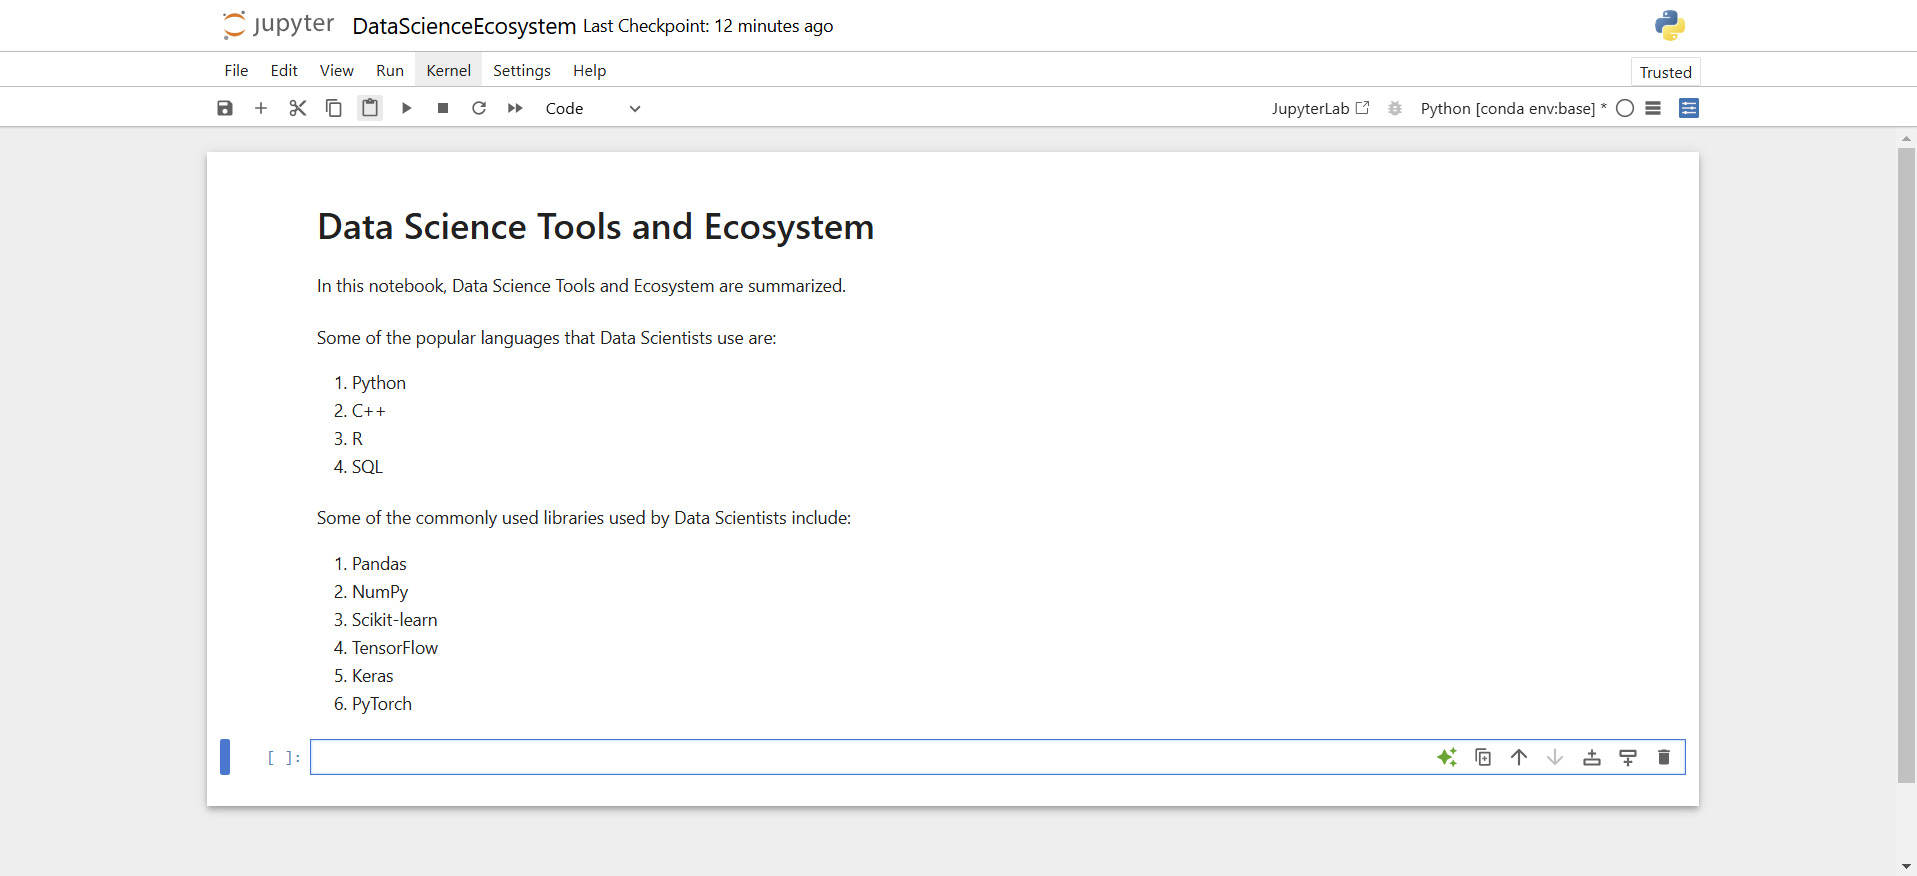 jupyter DataScienceEcosystem Last Checkpoint: 12 minutes ago
File Edit View Run Kernel Settings Help
Trusted
Code
JupyterLab Python [conda env:base] *
Data Science Tools and Ecosystem
In this notebook, Data Science Tools and Ecosystem are summarized.
Some of the popular languages that Data Scientists use are:
1. Python
2. C++
3. R
4. SQL
Some of the commonly used libraries used by Data Scientists include:
1. Pandas
2. NumPy
3. Scikit-learn
4. TensorFlow
5. Keras
6. PyTorch
[ ]: